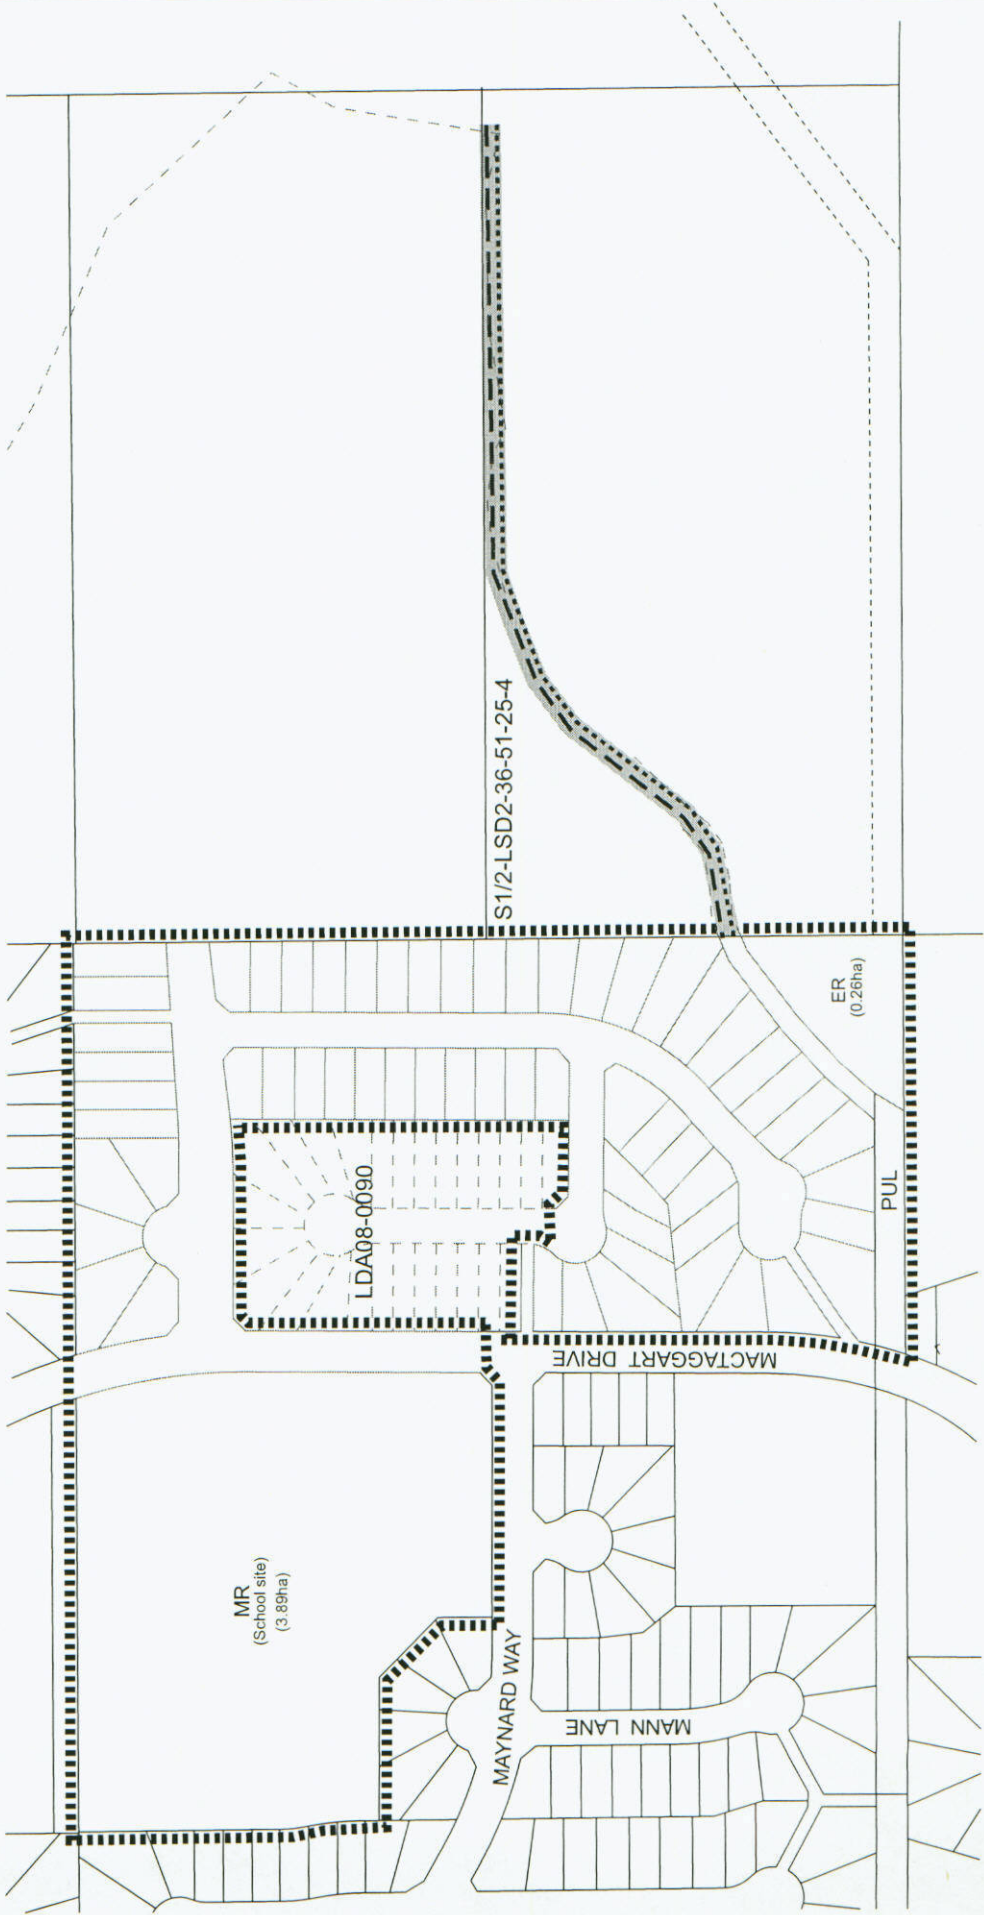 S1/2-LSD2-36-51-25-4
ER
(0.26ha)
LDA08-0090
PUL
MACTAGGART DRIVE
MR
(School site)
(3.89ha)
MAYNARD WAY
MANN LANE